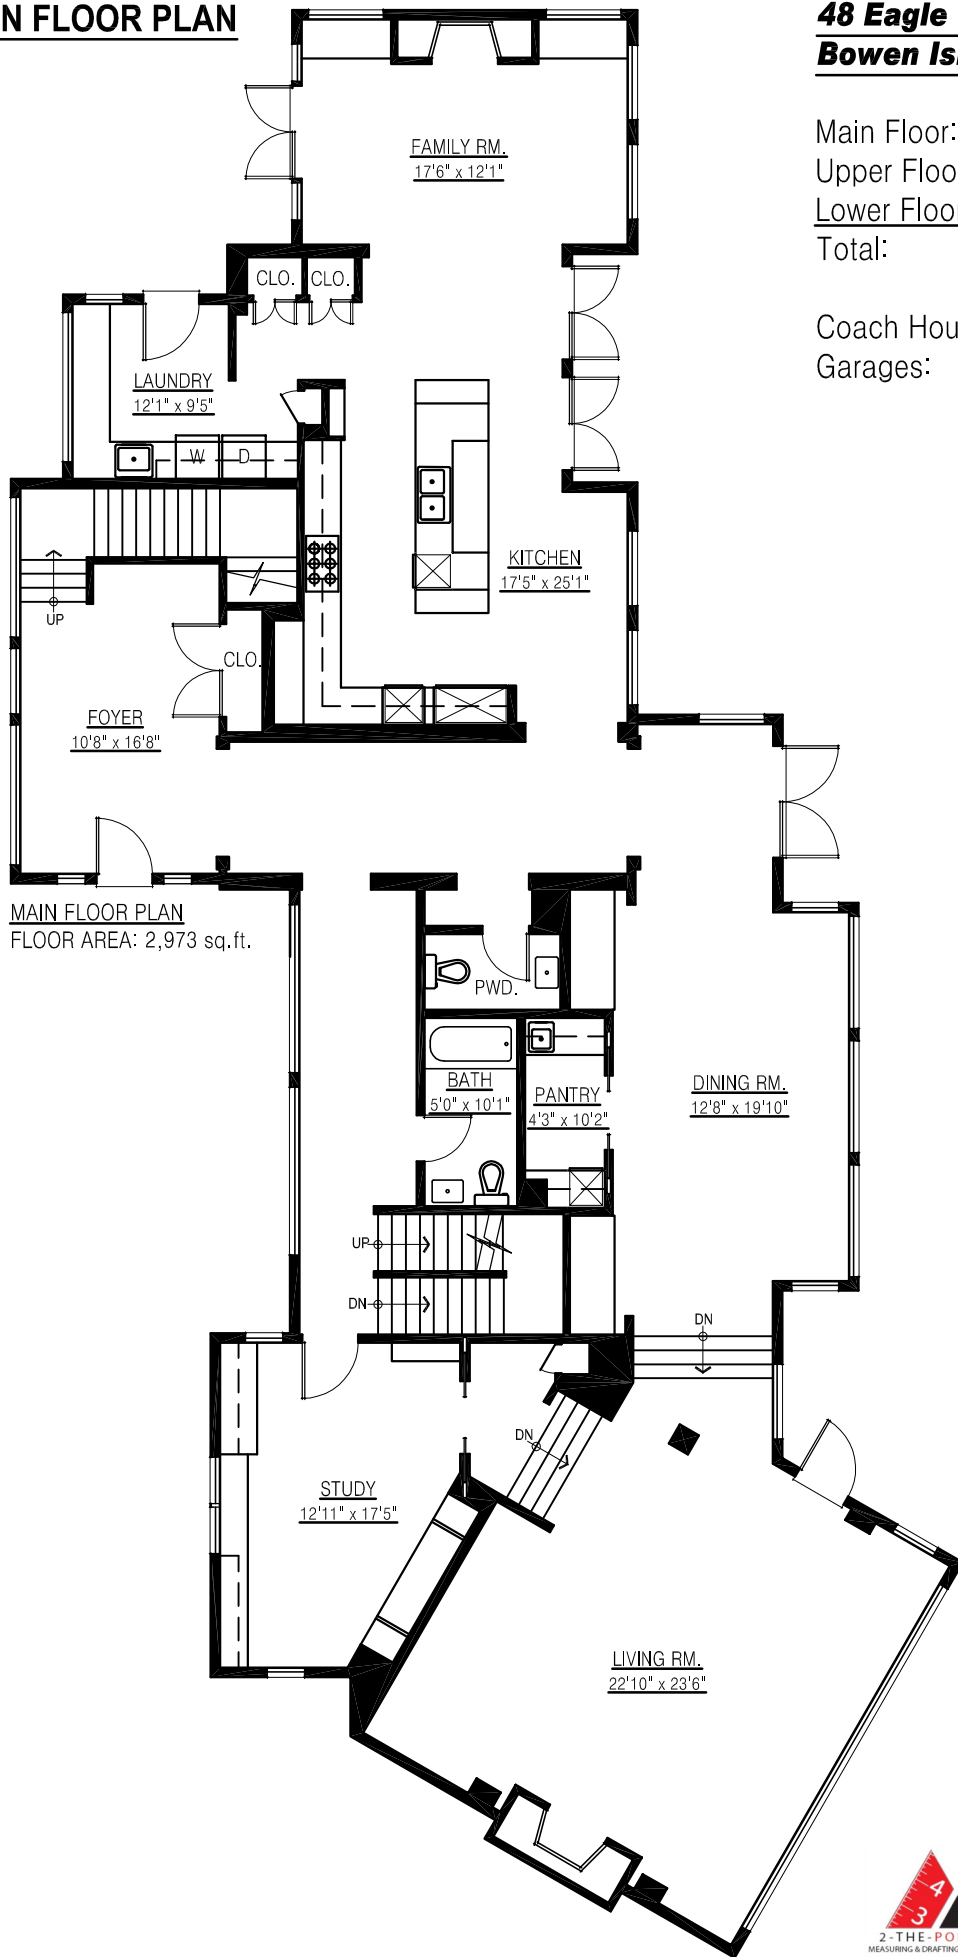 N FLOOR PLAN
48 Eagle
Bowen
Main Floor:
Upper
Lower
Total:
Coach
Garages:
FAMILY RM.
17'6" x 12'1"
CLO. CLO.
LAUNDRY
12'1" x 9'5"
W D
KITCHEN
17'5" x 25'1"
UP
CLO.
FOYER
10'8" x 16'8"
MAIN FLOOR PLAN
FLOOR AREA: 2,973 sq.ft.
PWD.
BATH
5'0" x 10'1"
PANTRY
4'3" x 10'2"
DINING RM.
12'8" x 19'10"
UP
DN
DN
DN
STUDY
12'11" x 17'5"
LIVING RM.
22'10" x 23'6"
4
3
2-THE-PO
MEASURING & DRAFTING